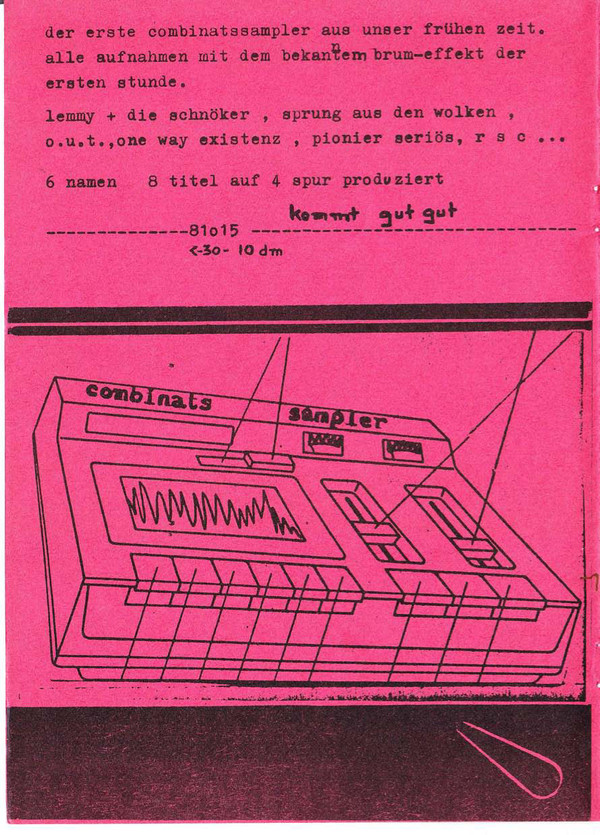 der erste combinatssampler aus unser frühen zeit.
alle aufnahmen mit dem bekanntem brum-effekt der
ersten stunde.
lemmy + die schnöker , sprung aus den wolken ,
o.u.t.,one way existenz , pionier seriös, r s c ...
6 namen 8 titel auf 4 spur produziert
kommt gut gut
--------------81o15 --------------------------------
<-30- 10 dm
combinats
sampler